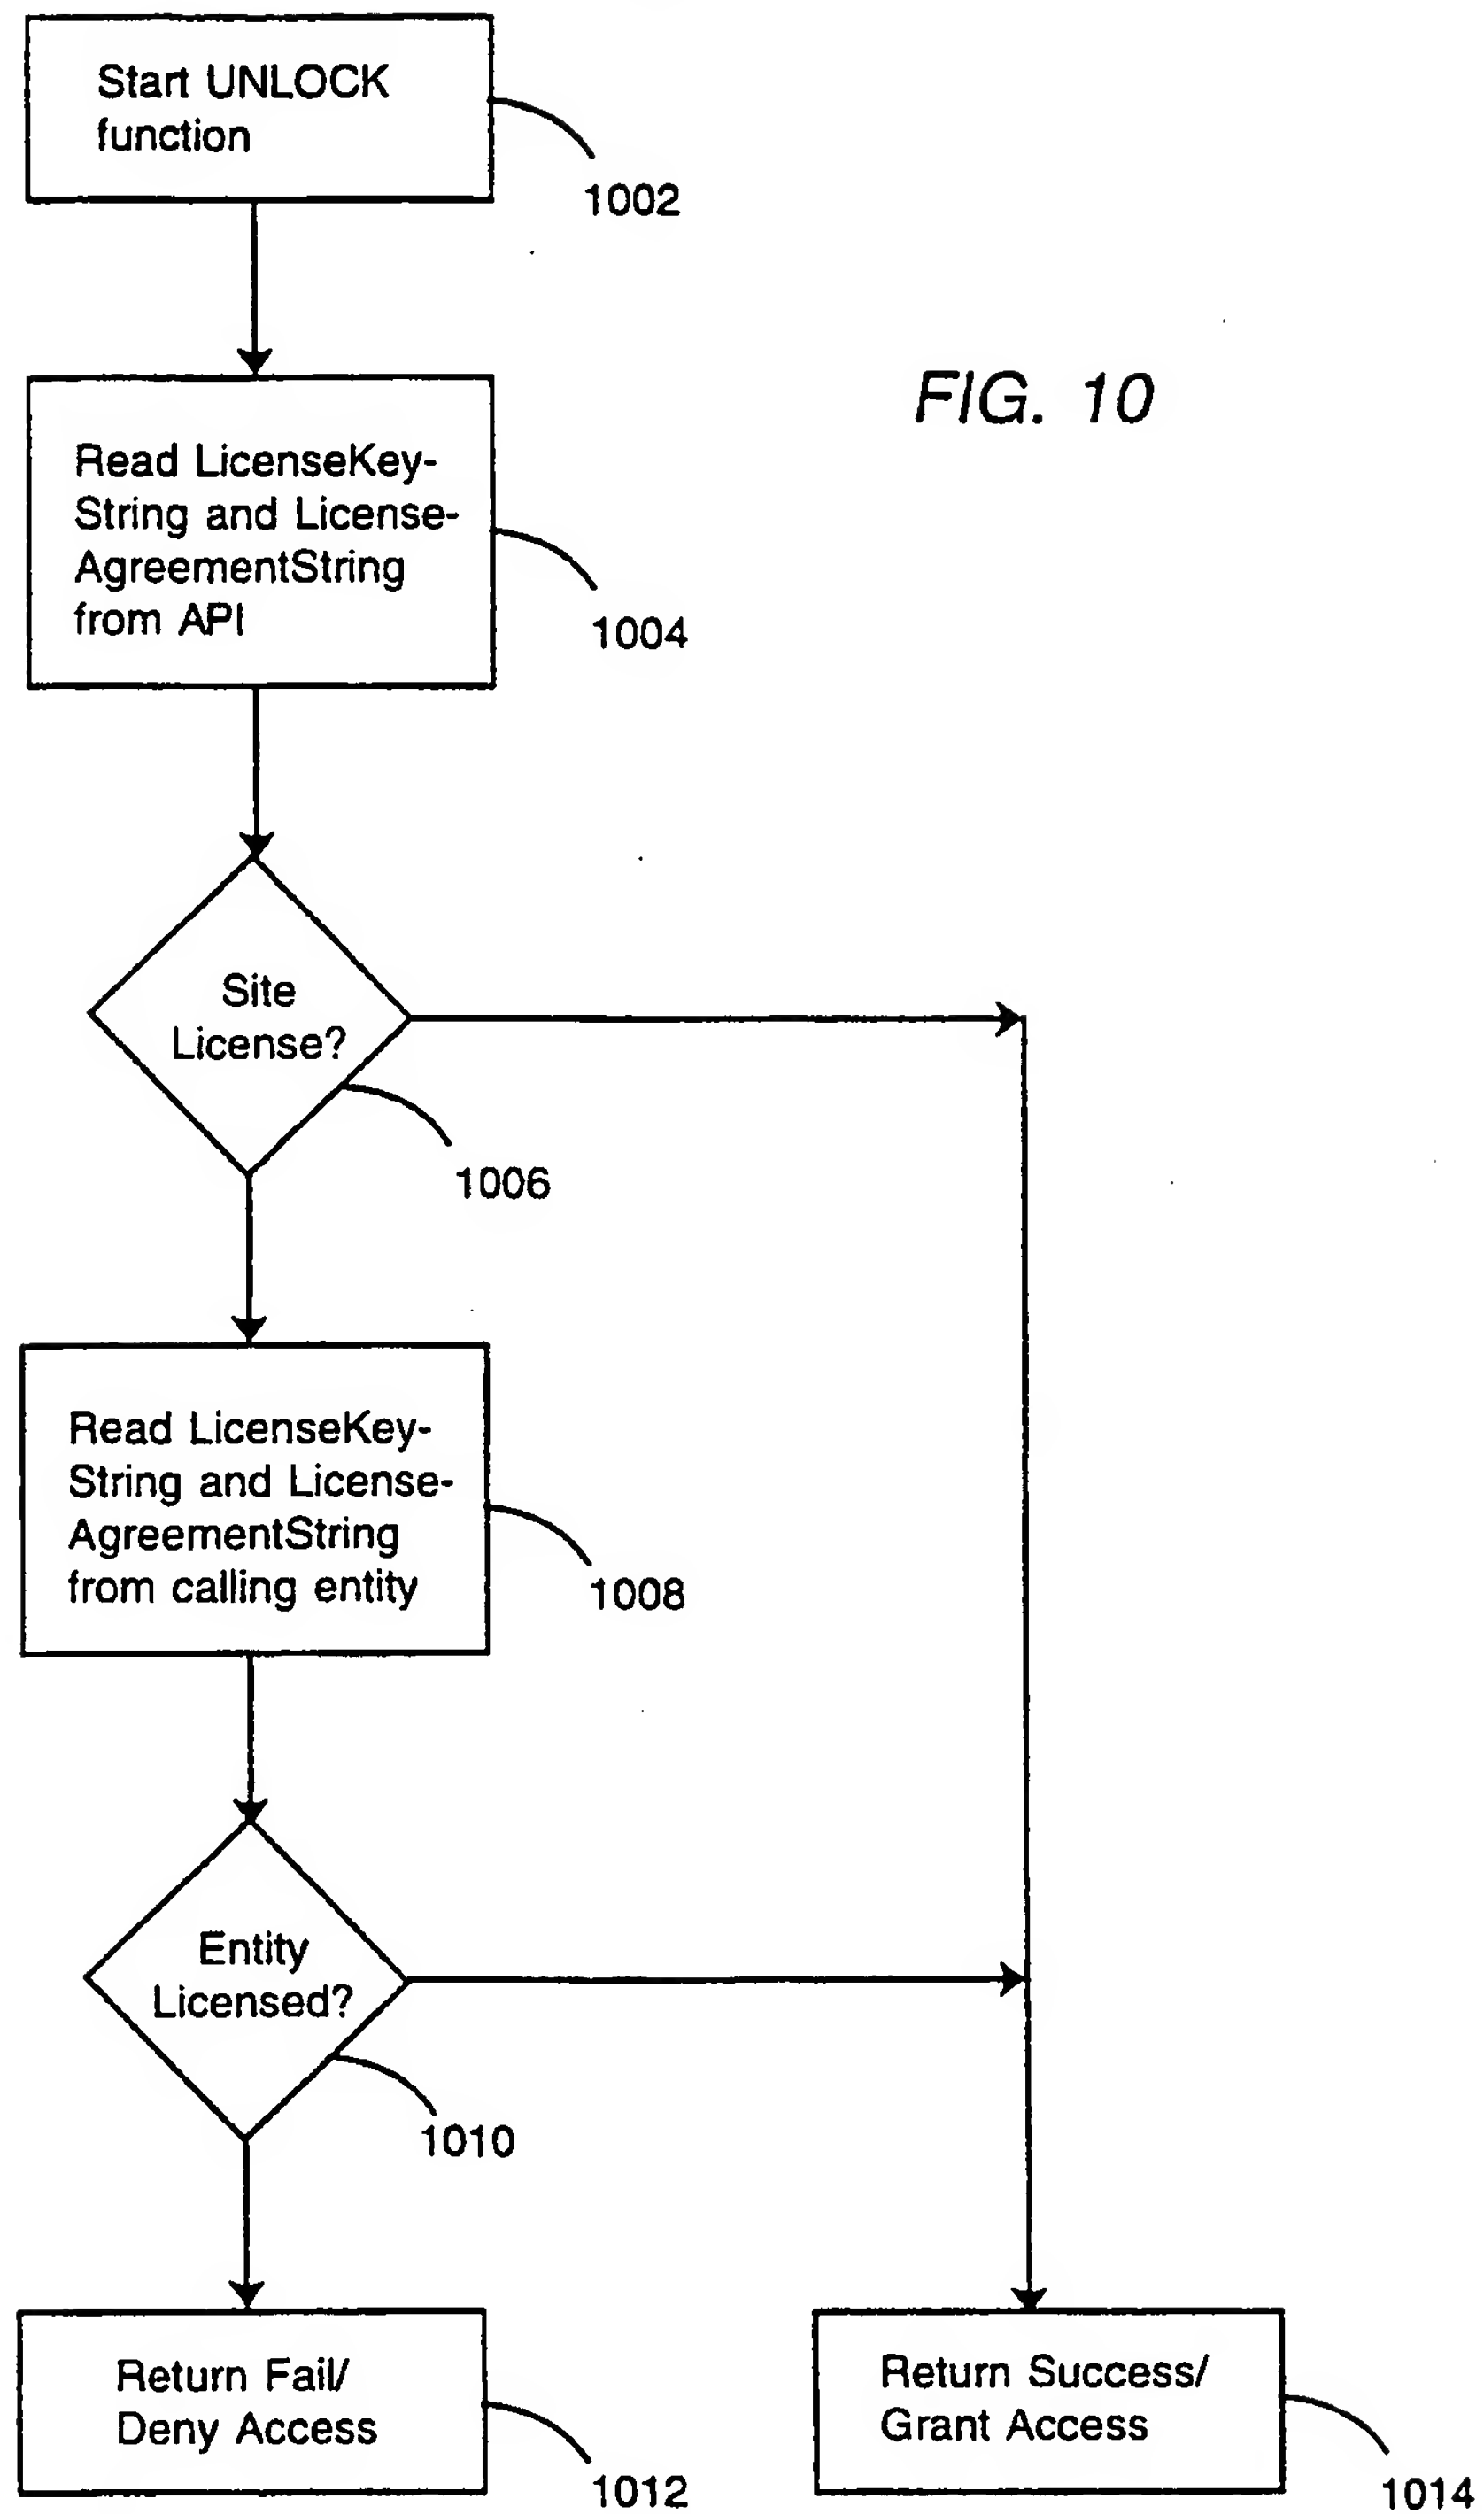 Start UNLOCK
function
1002
FIG. 10
Read LicenseKey-
String and License-
AgreementString
from API
1004
Site
License?
1006
Read LicenseKey-
String and License-
AgreementString
from calling entity
1008
Entity
Licensed?
1010
Return Fail/
Deny Access
1012
Return Success/
Grant Access
1014